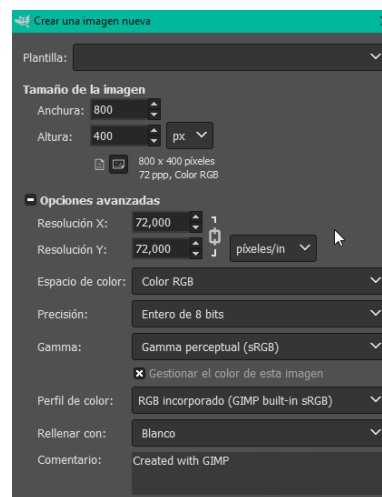 Crear una imagen nueva
Plantilla:
Tamaño de la imagen
Anchura: 800
Altura: 400 px
800 x 400 píxeles
72 ppp, Color RGB
Opciones avanzadas
Resolución X: 72,000
Resolución Y: 72,000 píxeles/in
Espacio de color: Color RGB
Precisión: Entero de 8 bits
Gamma: Gamma perceptual (sRGB)
Gestionar el color de esta imagen
Perfil de color: RGB incorporado (GIMP built-in sRGB)
Rellenar con: Blanco
Comentario: Created with GIMP